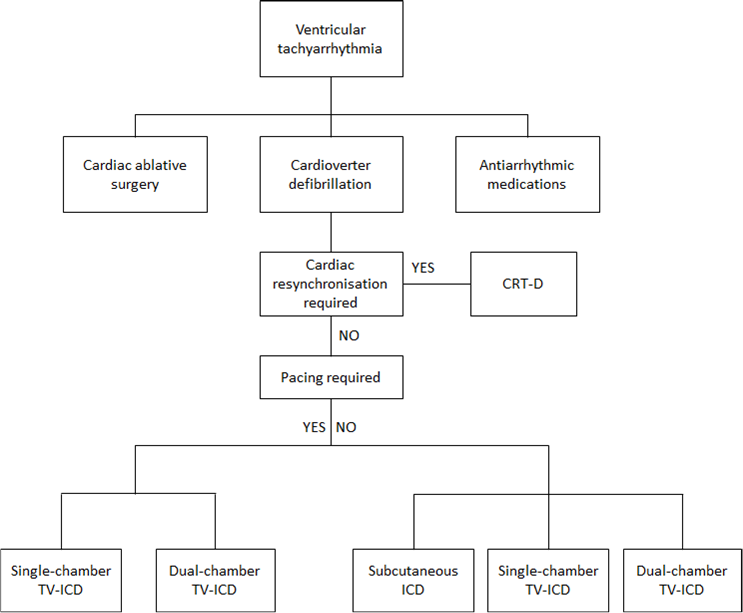 Ventricular
tachyarrhythmia
Cardiac ablative
surgery
Cardioverter
defibrillation
Antiarrhythmic
medications
Cardiac
resynchronisation
required
YES
CRT-D
NO
Pacing required
YES
NO
Single-chamber
TV-ICD
Dual-chamber
TV-ICD
Subcutaneous
ICD
Single-chamber
TV-ICD
Dual-chamber
TV-ICD